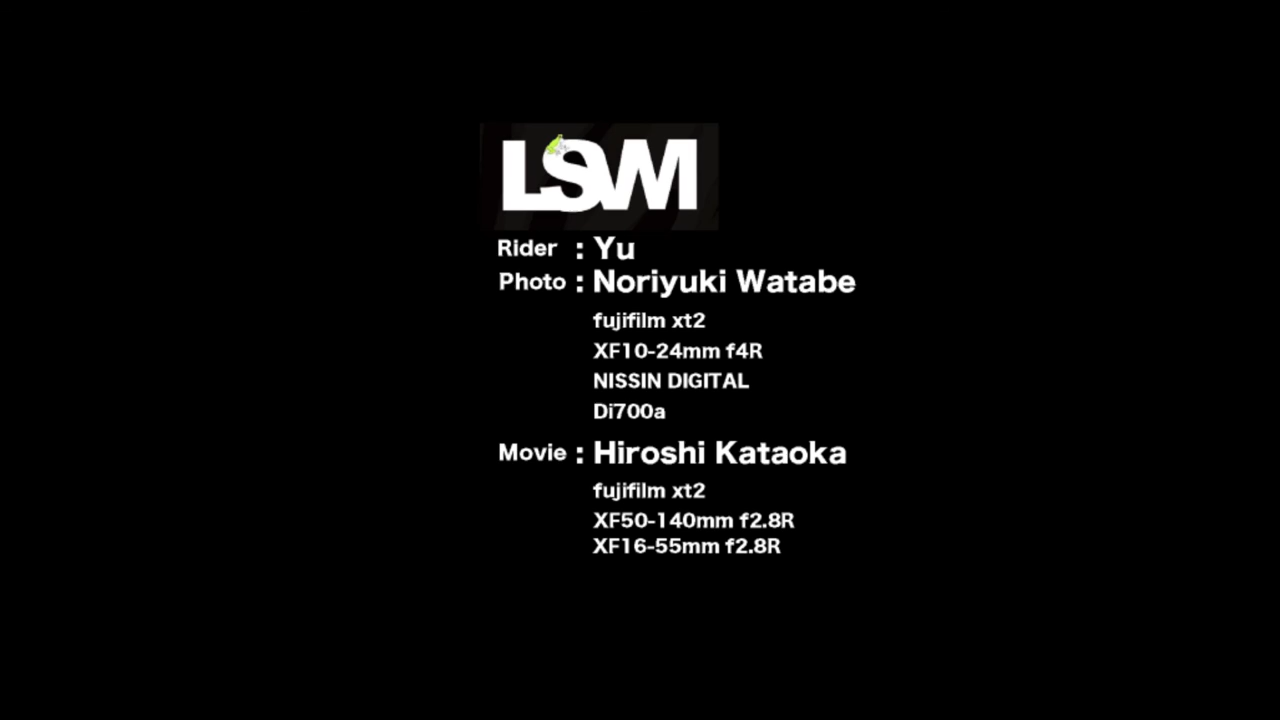 LSWM
Rider : Yu
Photo : Noriyuki Watabe
fujifilm xt2
XF10-24mm f4R
NISSIN DIGITAL
Di700a
Movie : Hiroshi Kataoka
fujifilm xt2
XF50-140mm f2.8R
XF16-55mm f2.8R